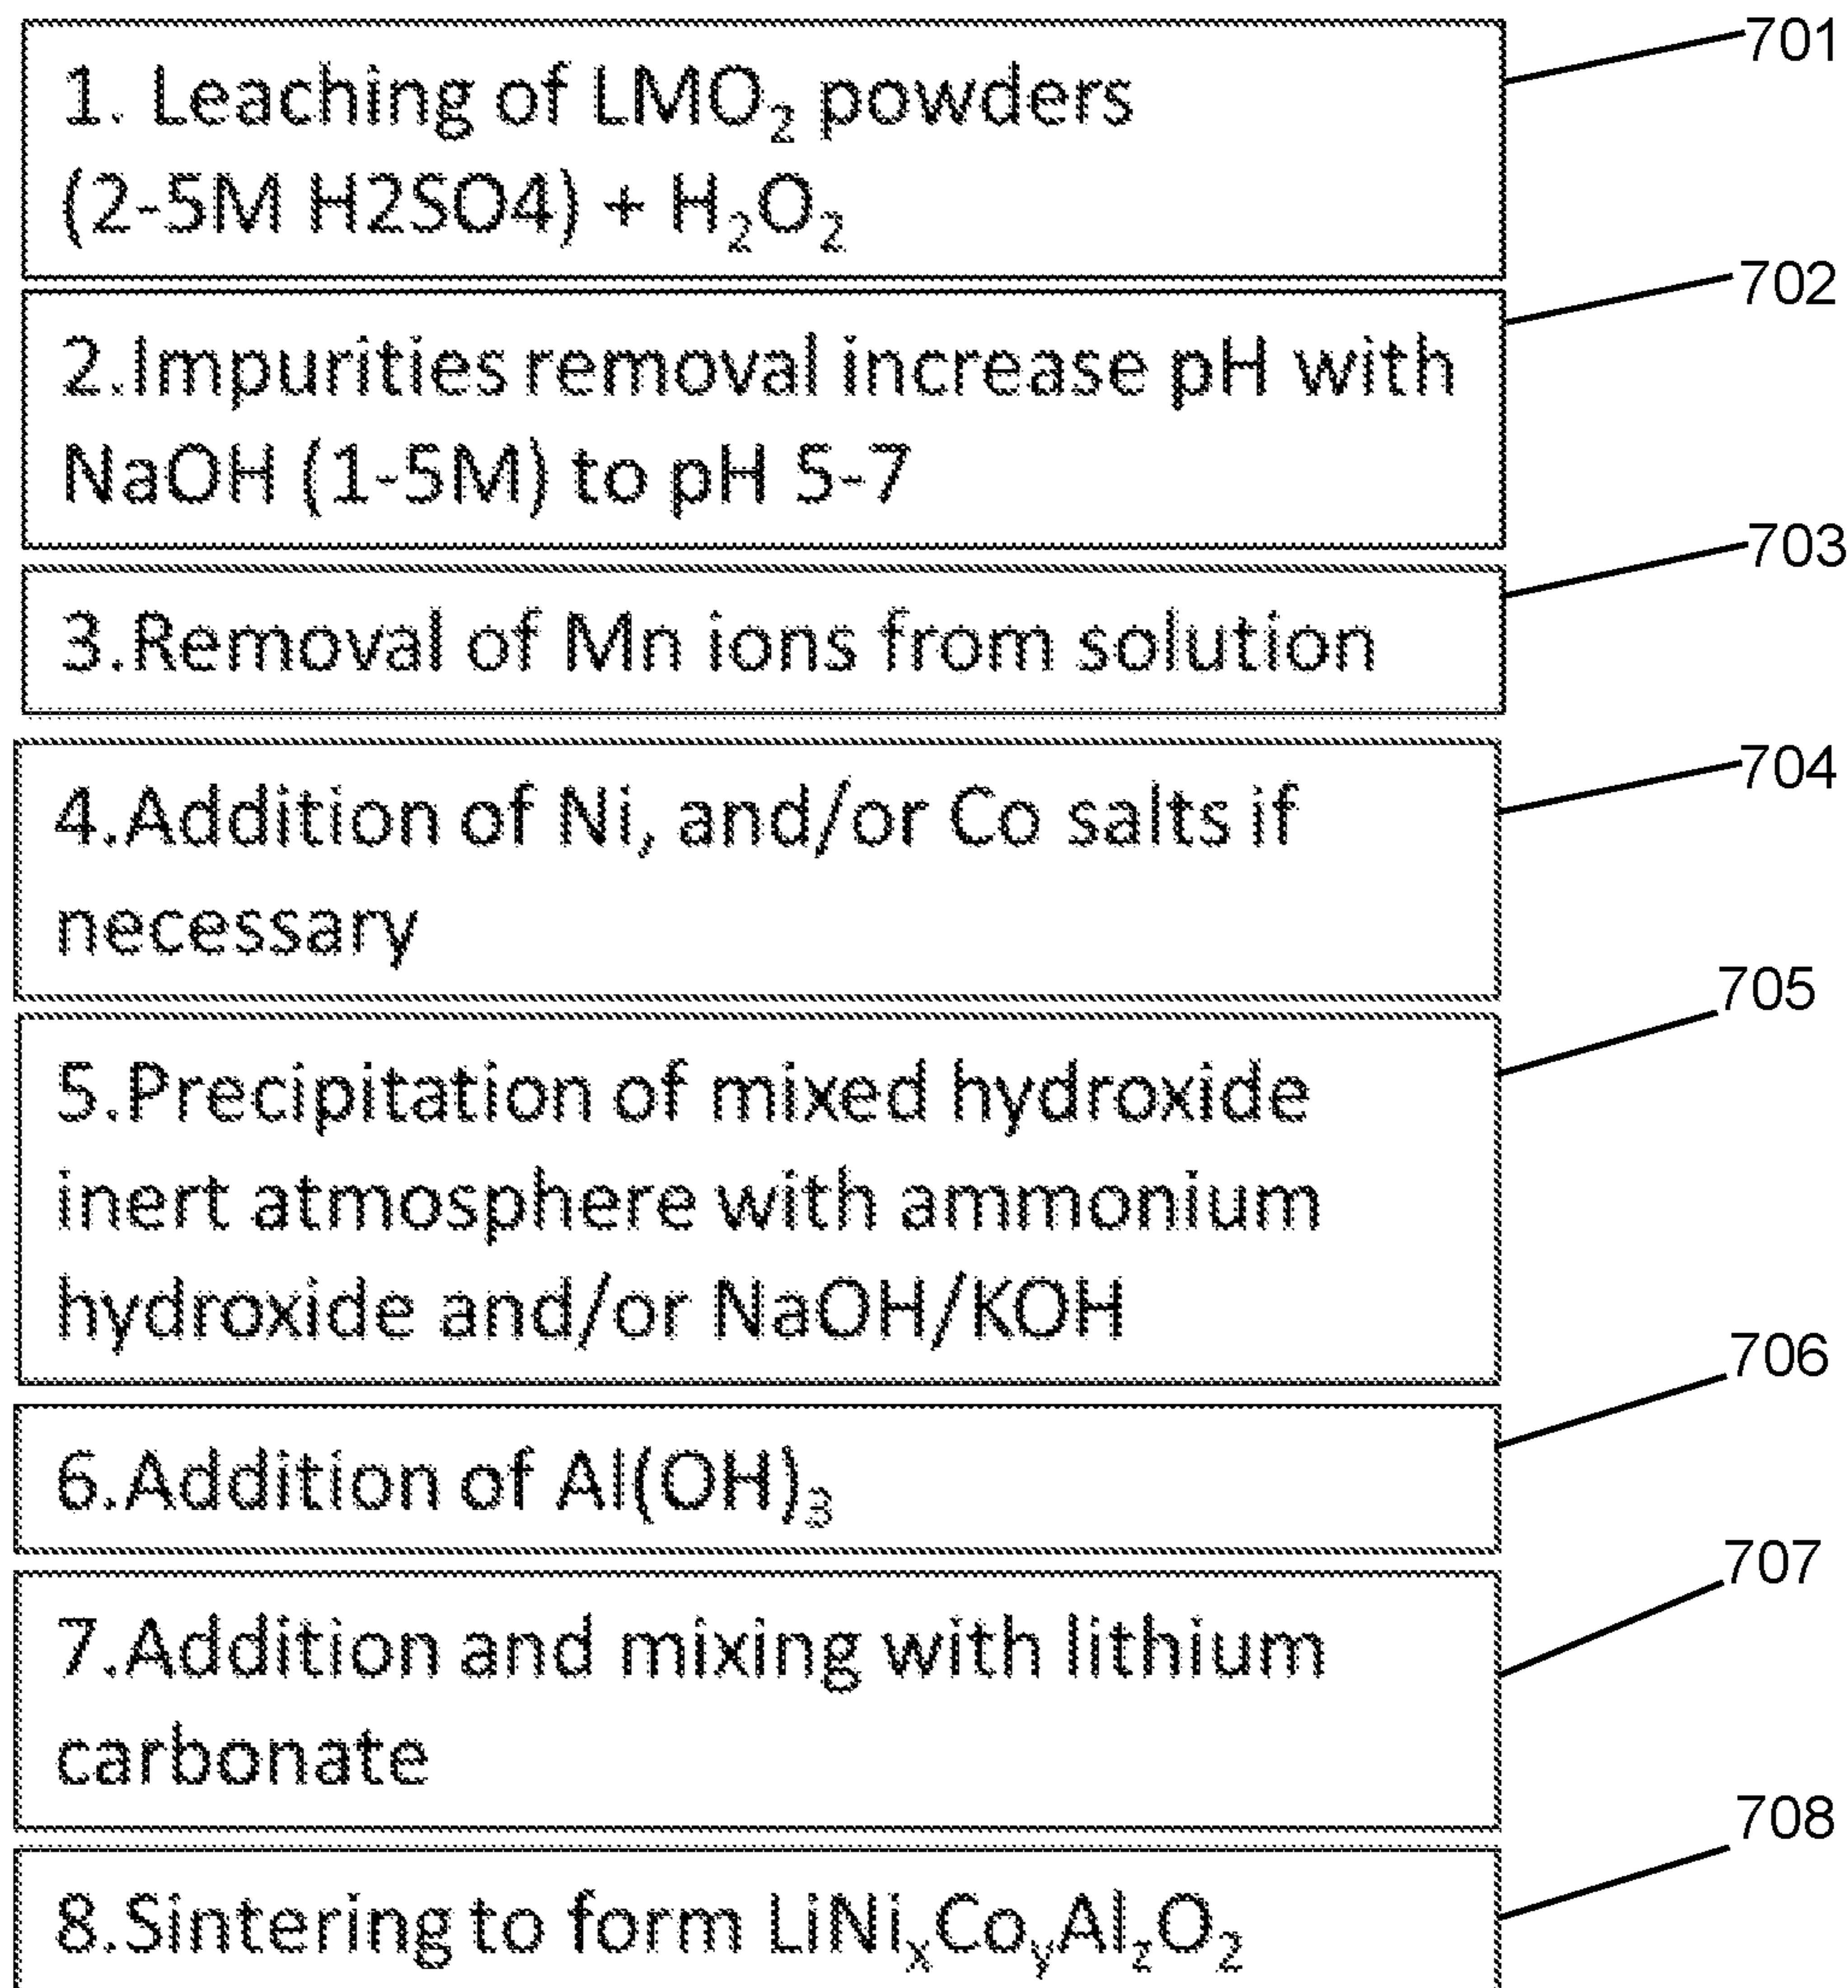 701
1. Leaching of LMO₂ powders
(2-5M H2SO4) + H₂O₂
702
2.Impurities removal increase pH with
NaOH (1-5M) to pH 5-7
703
3.Removal of Mn ions from solution
704
4.Addition of Ni, and/or Co salts if
necessary
705
5.Precipitation of mixed hydroxide
inert atmosphere with ammonium
hydroxide and/or NaOH/KOH
706
6.Addition of Al(OH)₃
707
7.Addition and mixing with lithium
carbonate
708
8.Sintering to form LiNiₓCoᵧAl_zO₂